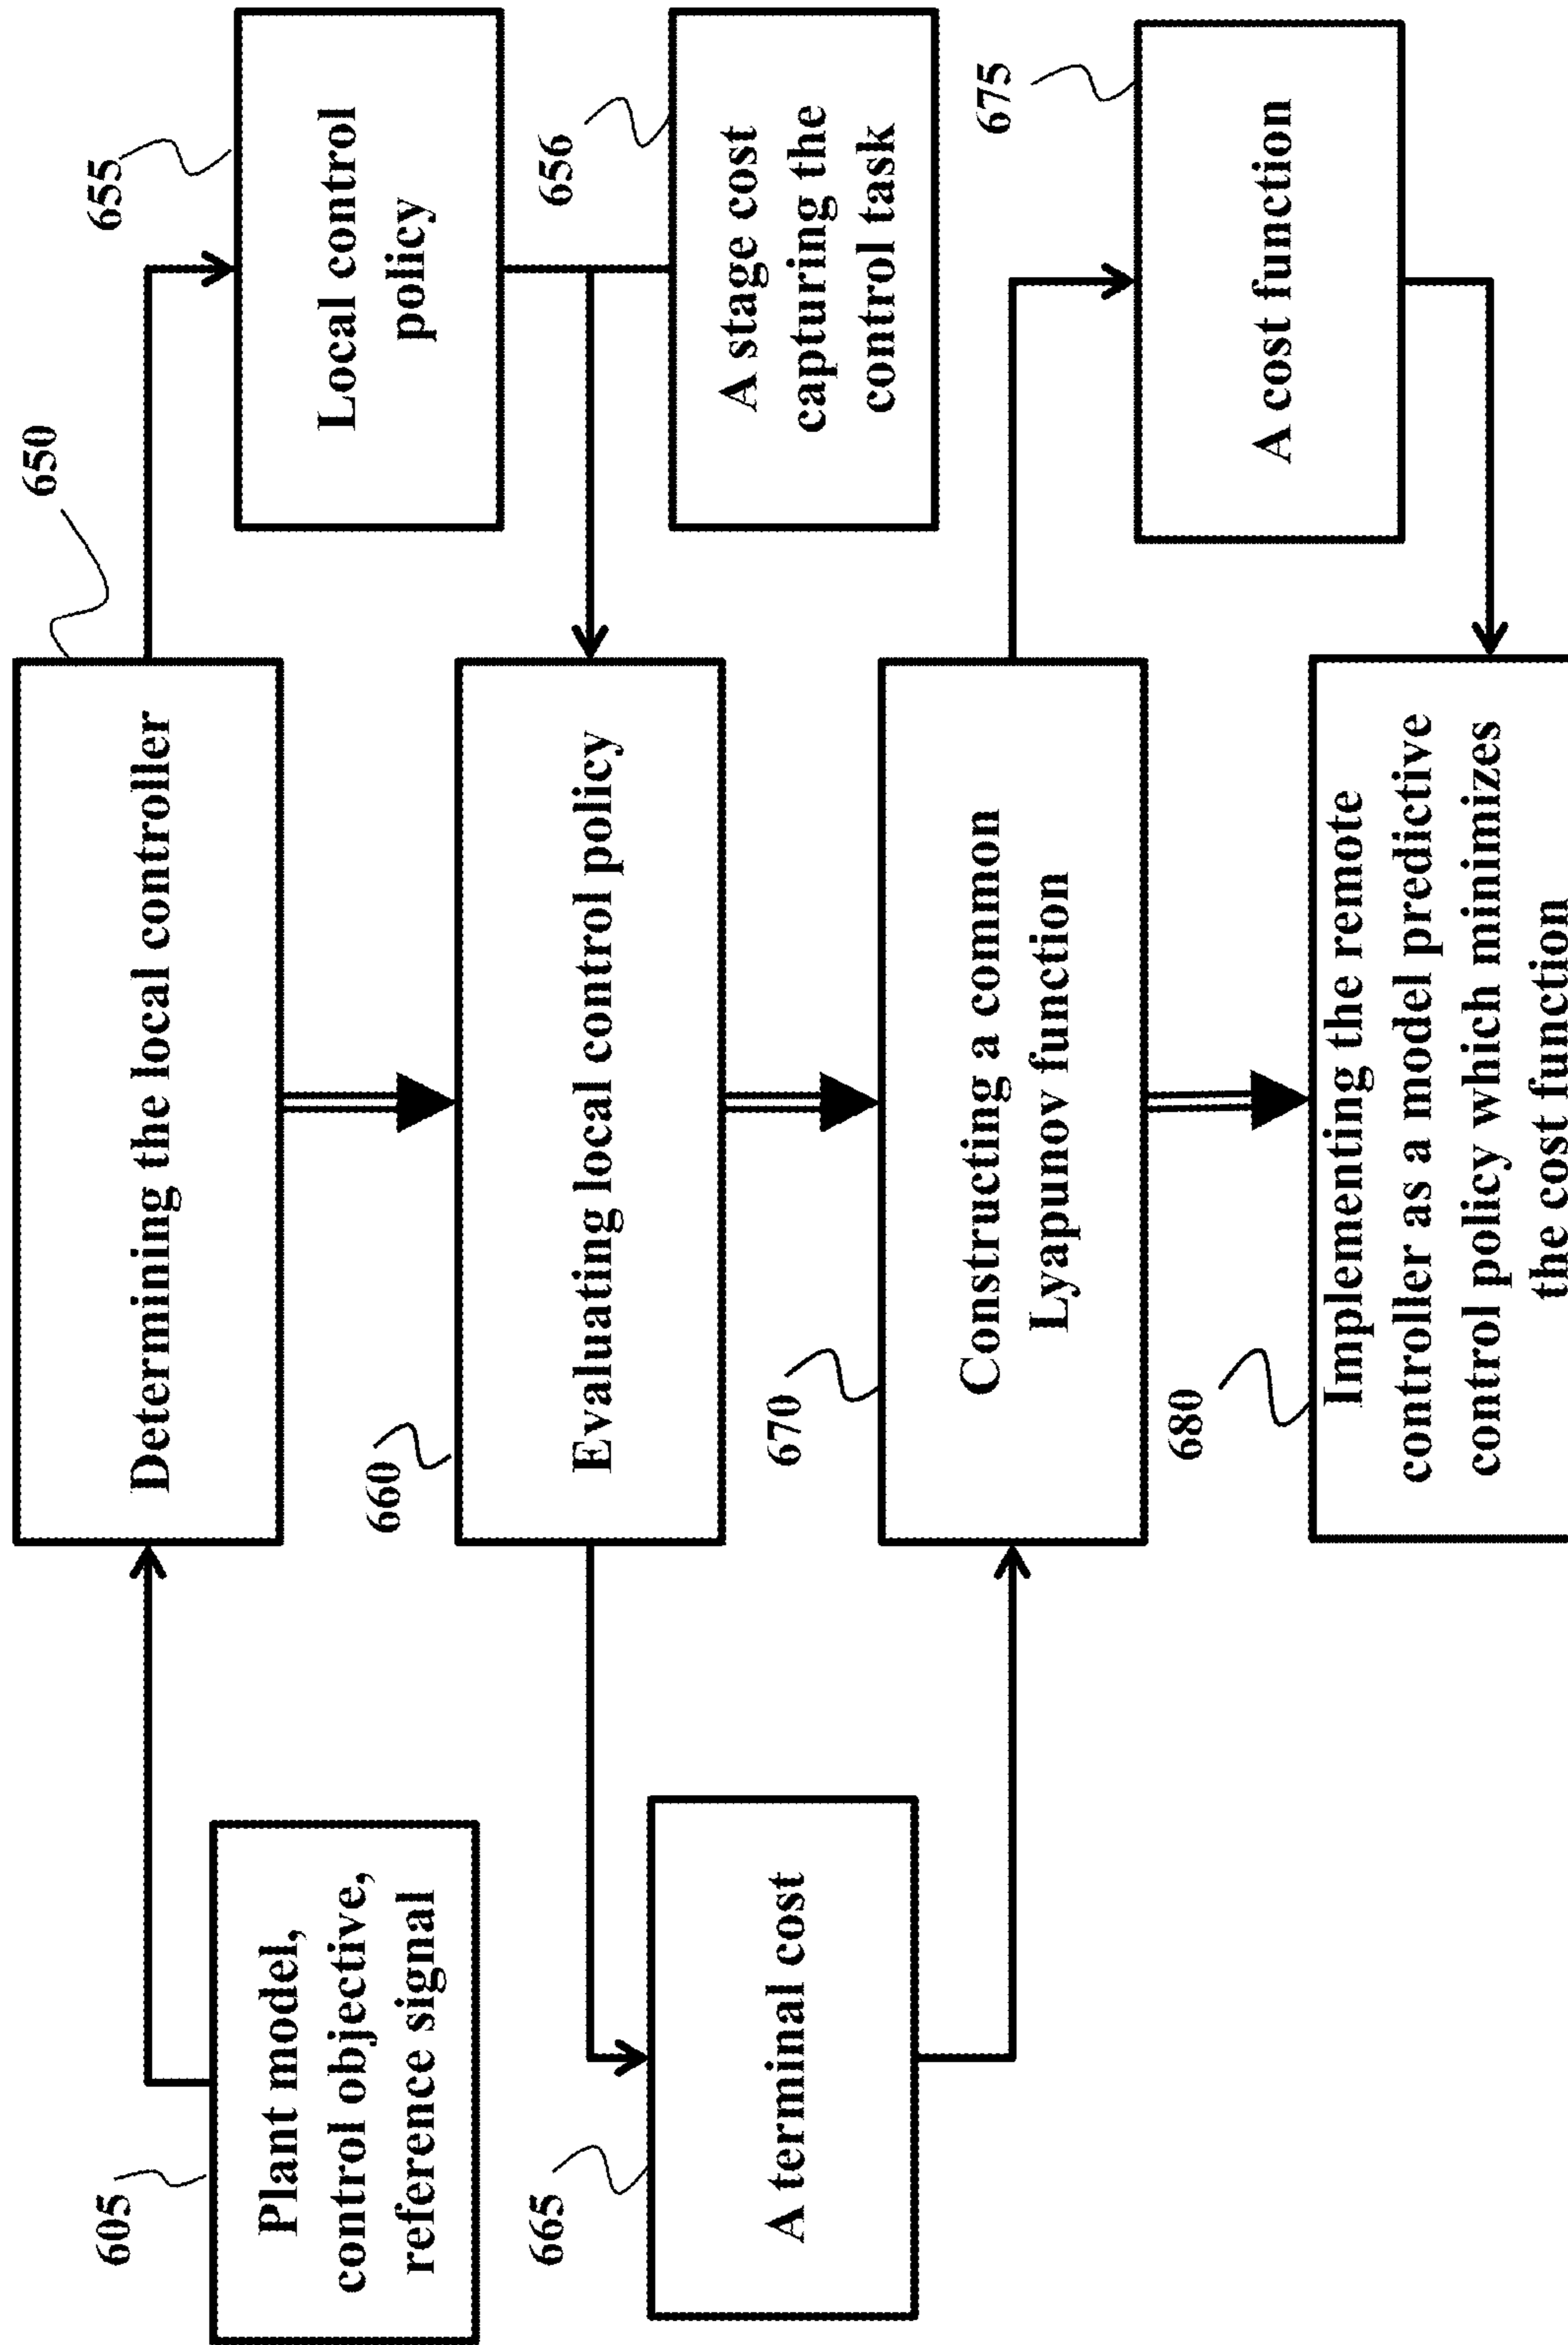 605
Plant model,
control objective,
reference signal
Determining the local controller
650
655
Local control
policy
660
Evaluating local control policy
656
A stage cost
capturing the
control task
665
A terminal cost
670
Constructing a common
Lyapunov function
675
A cost function
680
Implementing the remote
controller as a model predictive
control policy which minimizes
the cost function